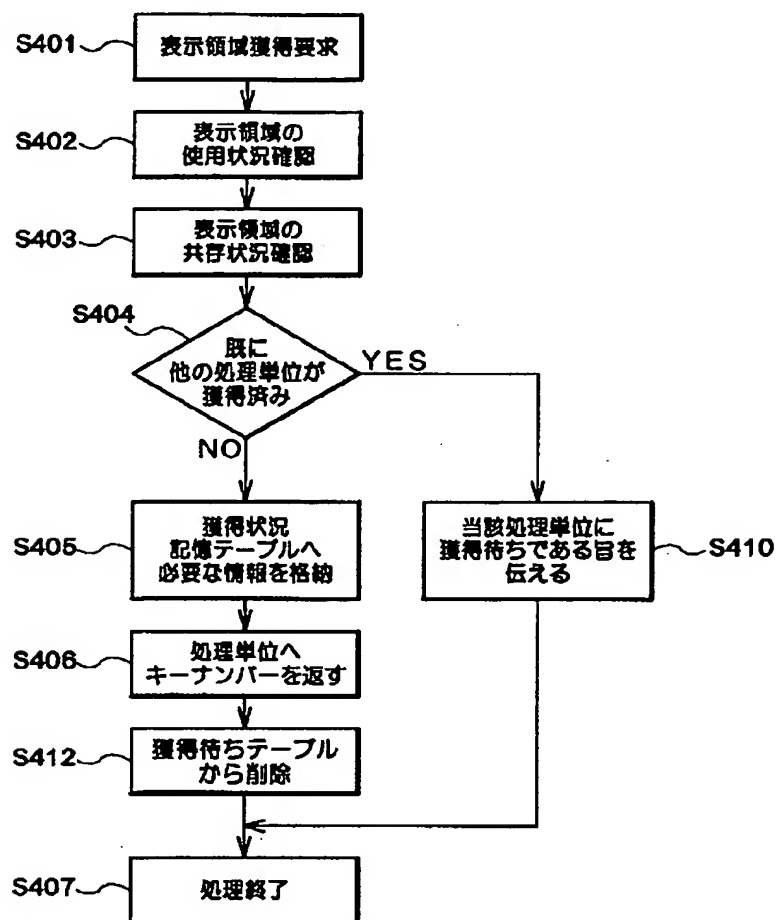 S401
表示領域獲得要求
S402
表示領域の
使用状況確認
S403
表示領域の
共存状況確認
S404
既に
他の処理単位が
獲得済み
YES
NO
S405
獲得状況
記憶テーブルへ
必要な情報を格納
当該処理単位に
獲得待ちである旨を
伝える
S410
S406
処理単位へ
キーナンバーを返す
S412
獲得待ちテーブル
から削除
S407
処理終了